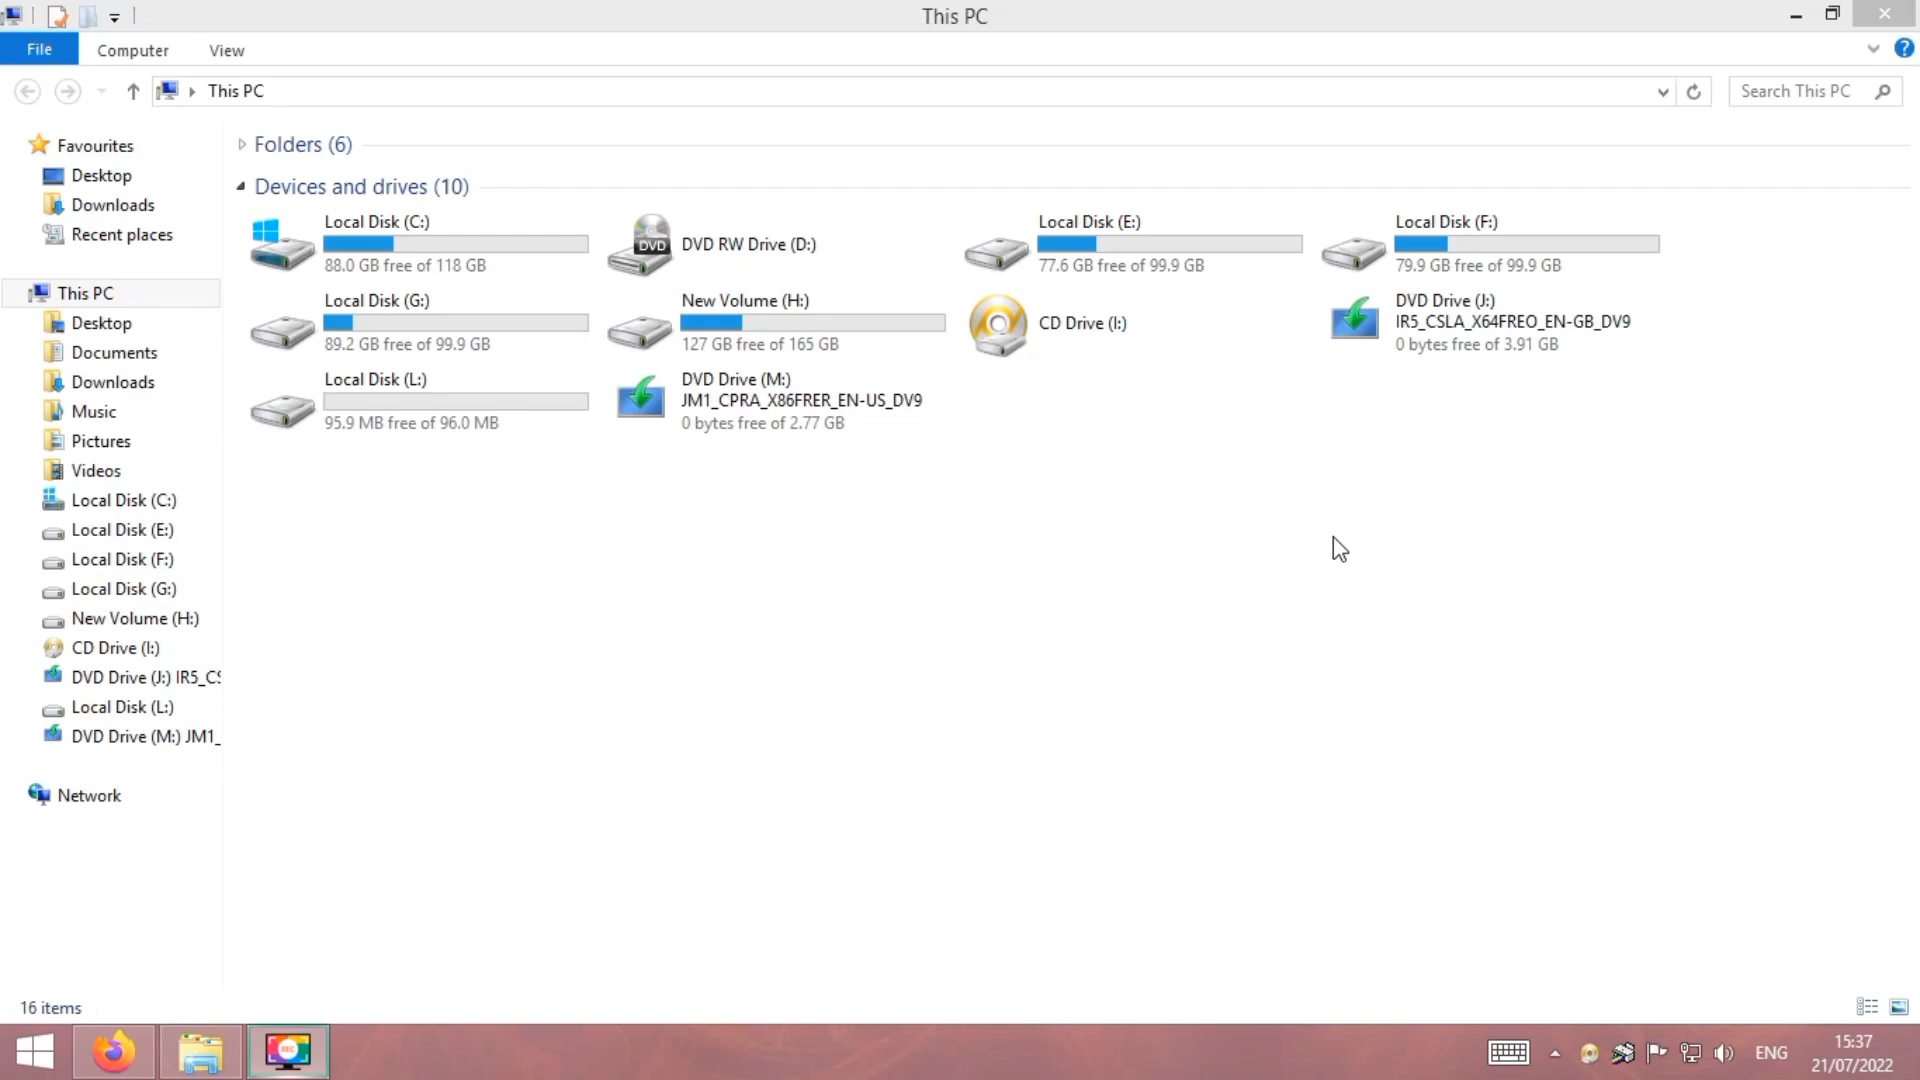 This PC
File
Computer
View
This PC
Search This PC
Favourites
Desktop
Downloads
Recent places
This PC
Desktop
Documents
Downloads
Music
Pictures
Videos
Local Disk (C:)
Local Disk (E:)
Local Disk (F:)
Local Disk (G:)
New Volume (H:)
CD Drive (I:)
DVD Drive (J:) IR5_CS
Local Disk (L:)
DVD Drive (M:) JM1_
Network
Folders (6)
Devices and drives (10)
Local Disk (C:)
88.0 GB free of 118 GB
DVD
DVD RW Drive (D:)
Local Disk (E:)
77.6 GB free of 99.9 GB
Local Disk (F:)
79.9 GB free of 99.9 GB
Local Disk (G:)
89.2 GB free of 99.9 GB
New Volume (H:)
127 GB free of 165 GB
CD Drive (I:)
DVD Drive (J:)
IR5_CSLA_X64FREO_EN-GB_DV9
0 bytes free of 3.91 GB
Local Disk (L:)
95.9 MB free of 96.0 MB
DVD Drive (M:)
JM1_CPRA_X86FRER_EN-US_DV9
0 bytes free of 2.77 GB
16 items
REC
ENG
15:37
21/07/2022